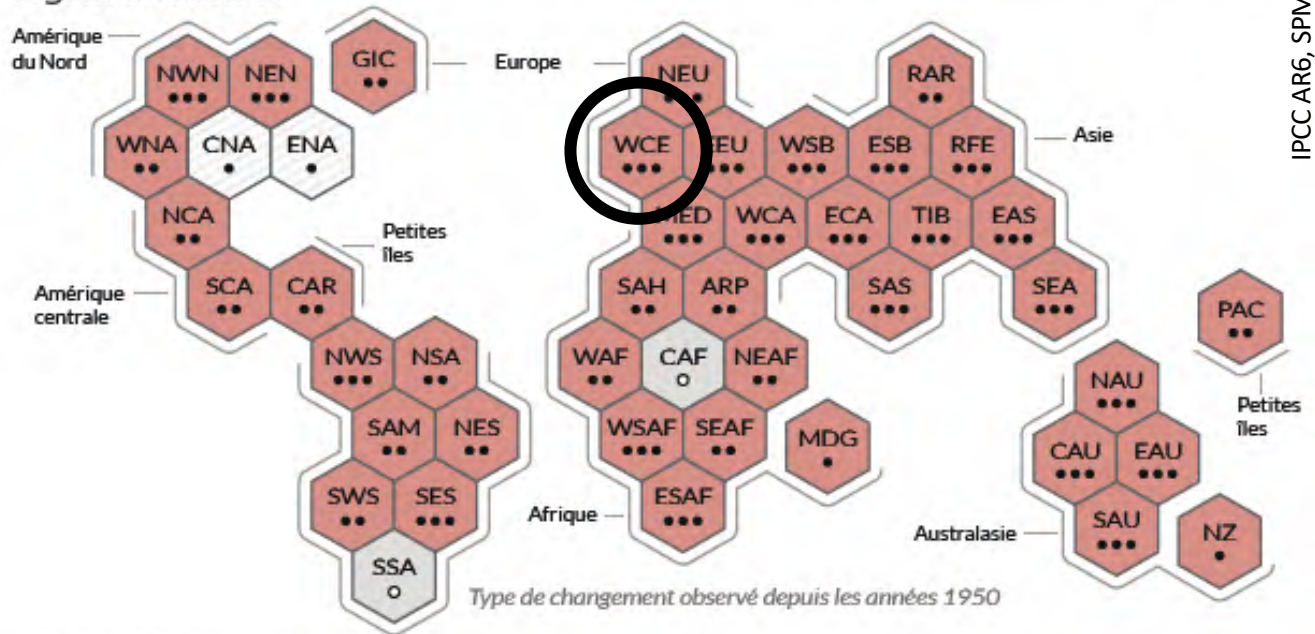 Amérique
du Nord
NWN
NEN
GIC
Europe
NEU
RAR
IPCC AR6, SPM
WNA
CNA
ENA
WCE
EEU
WSB
ESB
RFE
Asie
NCA
MED
WCA
ECA
TIB
EAS
Petites
îles
Amérique
centrale
SCA
CAR
SAH
ARP
SAS
SEA
PAC
NWS
NSA
WAF
CAF
NEAF
NAU
Petites
îles
SAM
NES
WSAF
SEAF
MDG
CAU
EAU
SWS
SES
Afrique
ESAF
Australasie
SAU
NZ
SSA
Type de changement observé depuis les années 1950